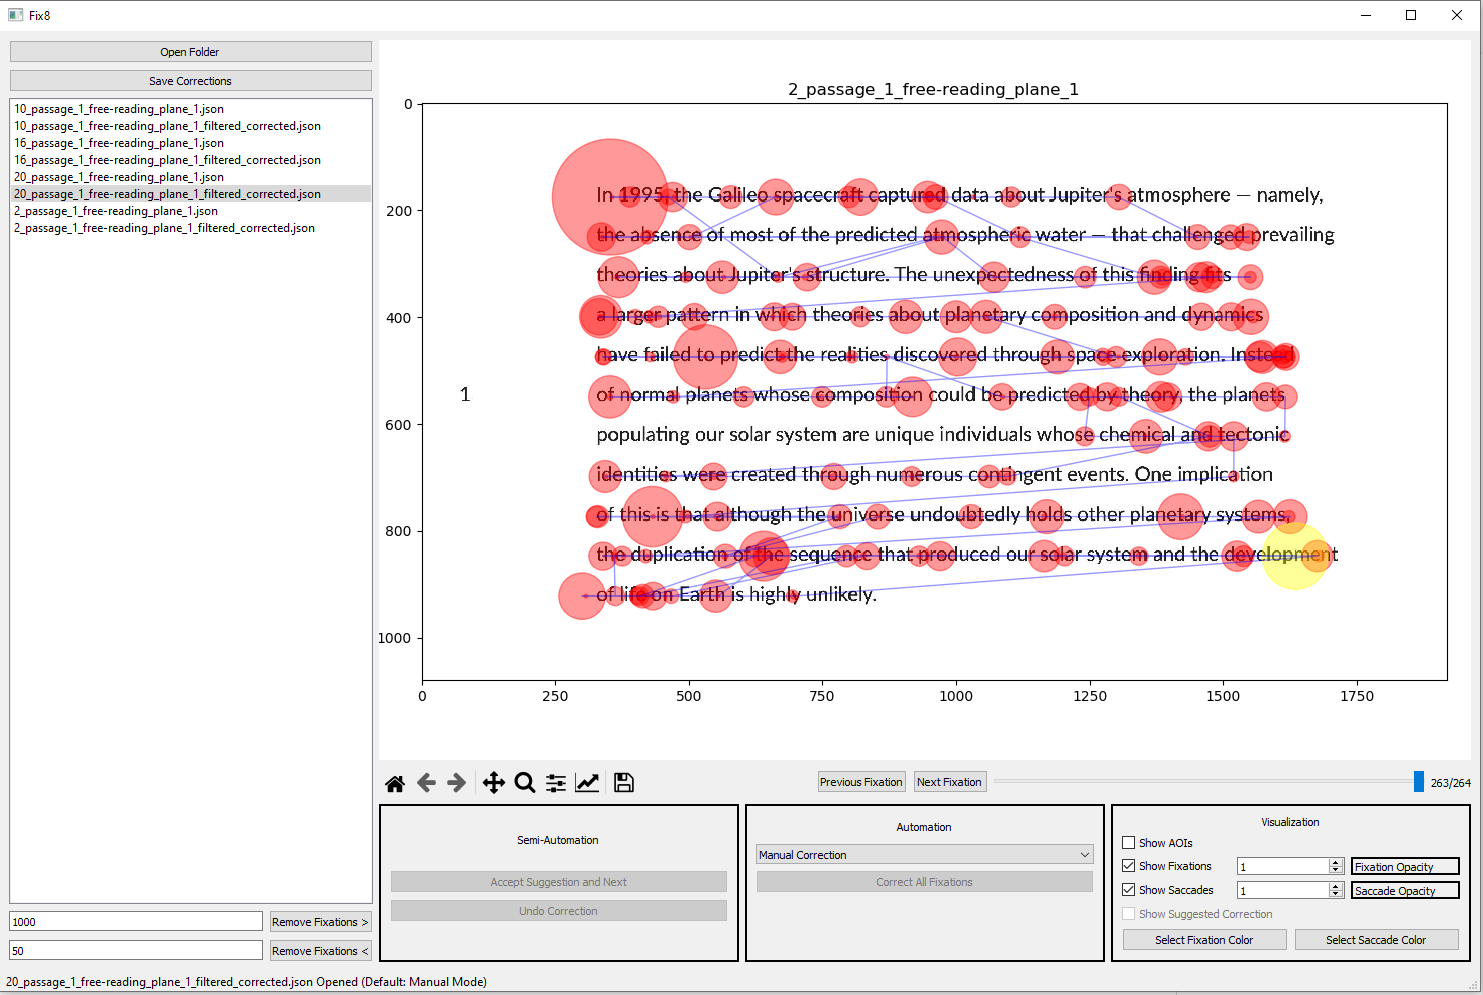 Fix8
Open Folder
Save Corrections
10_passage_1_free-reading_plane_1.json
10_passage_1_free-reading_plane_1_filtered_corrected.json
16_passage_1_free-reading_plane_1.json
16_passage_1_free-reading_plane_1_filtered_corrected.json
20_passage_1_free-reading_plane_1.json
20_passage_1_free-reading_plane_1_filtered_corrected.json
2_passage_1_free-reading_plane_1.json
2_passage_1_free-reading_plane_1_filtered_corrected.json
1000
Remove Fixations >
50
Remove Fixations <
2_passage_1_free-reading_plane_1
0
200
400
600
800
1000
1
In 1995, the Galileo spacecraft captured data about Jupiter's atmosphere — namely,
the absence of most of the predicted atmospheric water — that challenged prevailing
theories about Jupiter's structure. The unexpectedness of this finding fits
a larger pattern in which theories about planetary composition and dynamics
have failed to predict the realities discovered through space exploration. Instead
of normal planets whose composition could be predicted by theory, the planets
populating our solar system are unique individuals whose chemical and tectonic
identities were created through numerous contingent events. One implication
of this is that although the universe undoubtedly holds other planetary systems,
the duplication of the sequence that produced our solar system and the development
of life on Earth is highly unlikely.
0
250
500
750
1000
1250
1500
1750
Previous Fixation
Next Fixation
263/264
Semi-Automation
Accept Suggestion and Next
Undo Correction
Automation
Manual Correction
Correct All Fixations
Visualization
Show AOIs
Show Fixations
1
Fixation Opacity
Show Saccades
1
Saccade Opacity
Show Suggested Correction
Select Fixation Color
Select Saccade Color
20_passage_1_free-reading_plane_1_filtered_corrected.json Opened (Default: Manual Mode)